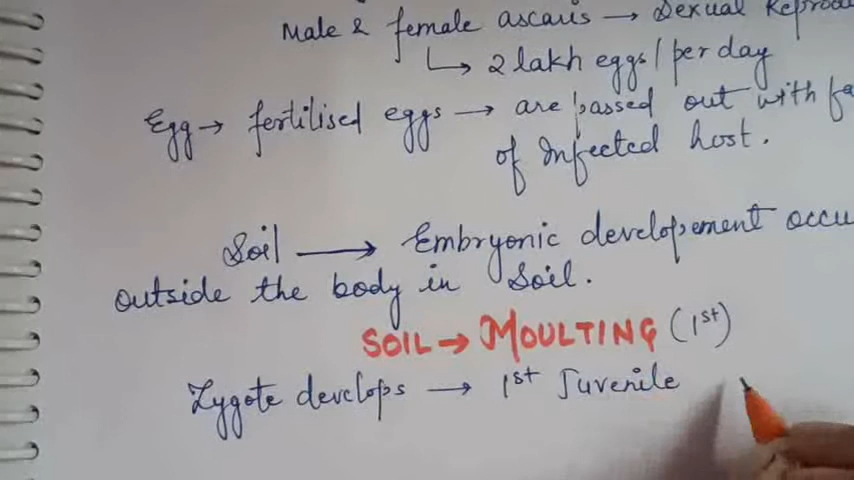 Male & female ascaris → Sexual
↳ 2 lakh eggs / per day
Egg → fertilised eggs → are passed out with
of infected host.
Soil → Embryonic developement
outside the body in Soil.
SOIL → MOULTING (1st)
Zygote develops → 1st Juvenile